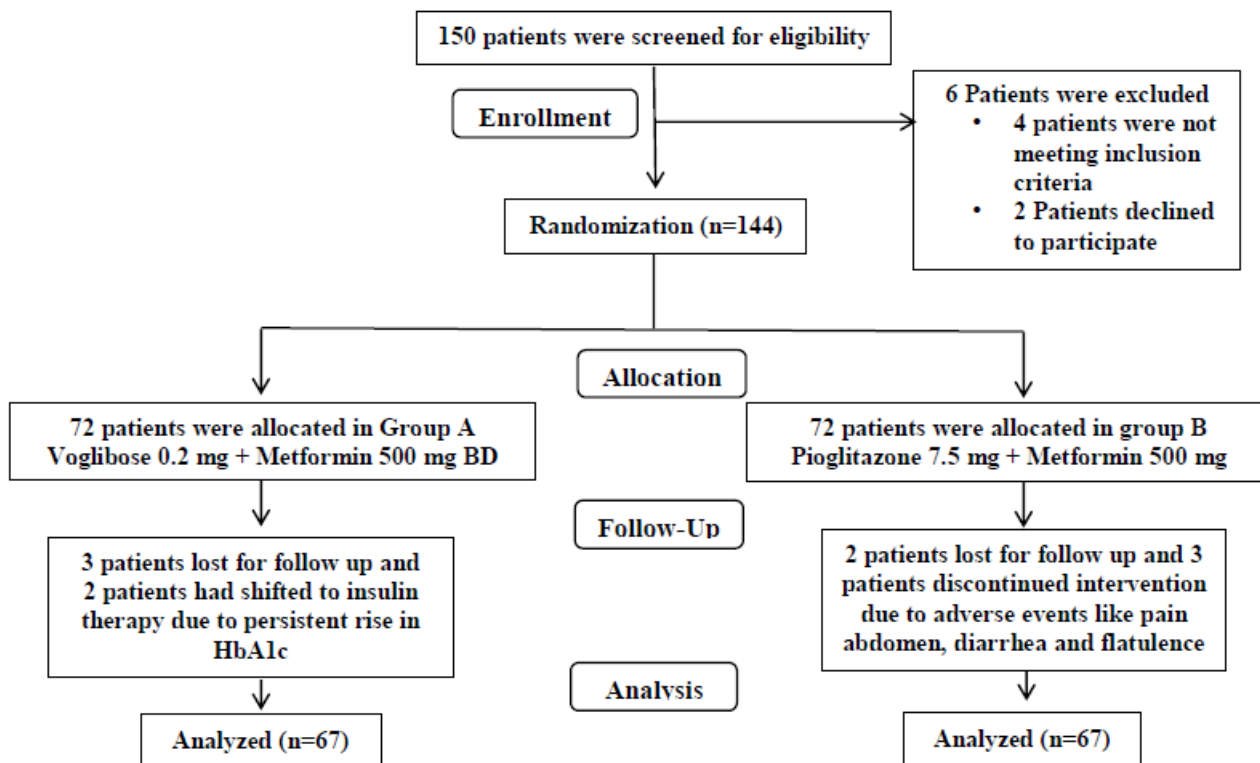 150 patients were screened for eligibility
Enrollment
6 Patients were excluded
• 4 patients were not
meeting inclusion
criteria
• 2 Patients declined
to participate
Randomization (n=144)
Allocation
72 patients were allocated in Group A
Voglibose 0.2 mg + Metformin 500 mg BD
72 patients were allocated in group B
Pioglitazone 7.5 mg + Metformin 500 mg
Follow-Up
3 patients lost for follow up and
2 patients had shifted to insulin
therapy due to persistent rise in
HbA1c
2 patients lost for follow up and 3
patients discontinued intervention
due to adverse events like pain
abdomen, diarrhea and flatulence
Analysis
Analyzed (n=67)
Analyzed (n=67)